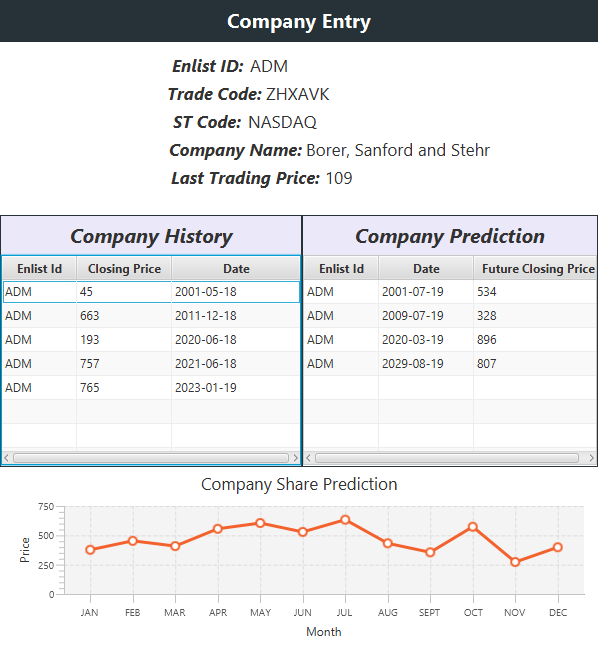 Company Entry
Enlist ID: ADM
Trade Code: ZHXAVK
ST Code: NASDAQ
Company Name: Borer, Sanford and Stehr
Last Trading Price: 109
Company History
Enlist Id Closing Price Date
ADM 45 2001-05-18
ADM 663 2011-12-18
ADM 193 2020-06-18
ADM 757 2021-06-18
ADM 765 2023-01-19
Company Prediction
Enlist Id Date Future Closing Price
ADM 2001-07-19 534
ADM 2009-07-19 328
ADM 2020-03-19 896
ADM 2029-08-19 807
Company Share Prediction
Price
750
500
250
0
JAN FEB MAR APR MAY JUN JUL AUG SEPT OCT NOV DEC
Month